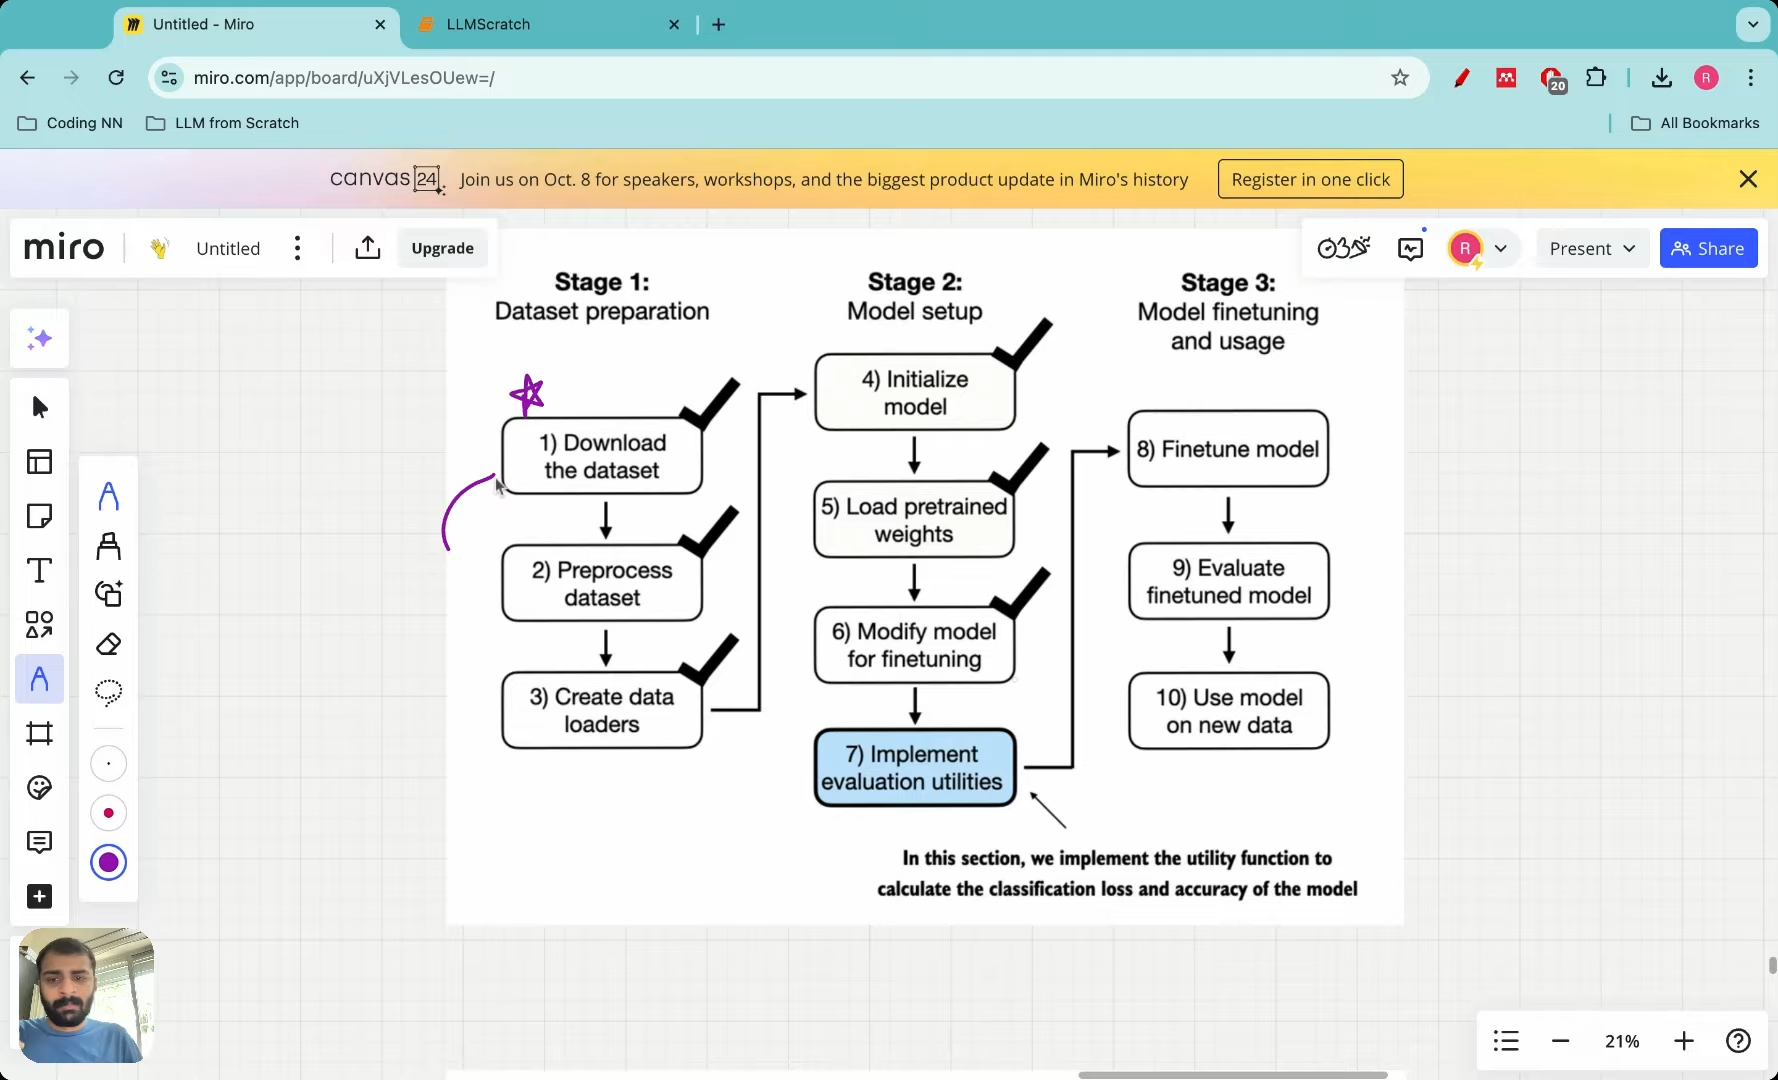 Untitled - Miro
LLMScratch
miro.com/app/board/uXjVLesOUew=/
20
R
Coding NN
LLM from Scratch
All Bookmarks
canvas 24
Join us on Oct. 8 for speakers, workshops, and the biggest product update in Miro's history
Register in one click
miro
Untitled
Upgrade
R
Present
Share
Stage 1:
Dataset preparation
1) Download
the dataset
2) Preprocess
dataset
3) Create data
loaders
Stage 2:
Model setup
4) Initialize
model
5) Load pretrained
weights
6) Modify model
for finetuning
7) Implement
evaluation utilities
Stage 3:
Model finetuning
and usage
8) Finetune model
9) Evaluate
finetuned model
10) Use model
on new data
In this section, we implement the utility function to
calculate the classification loss and accuracy of the model
21%